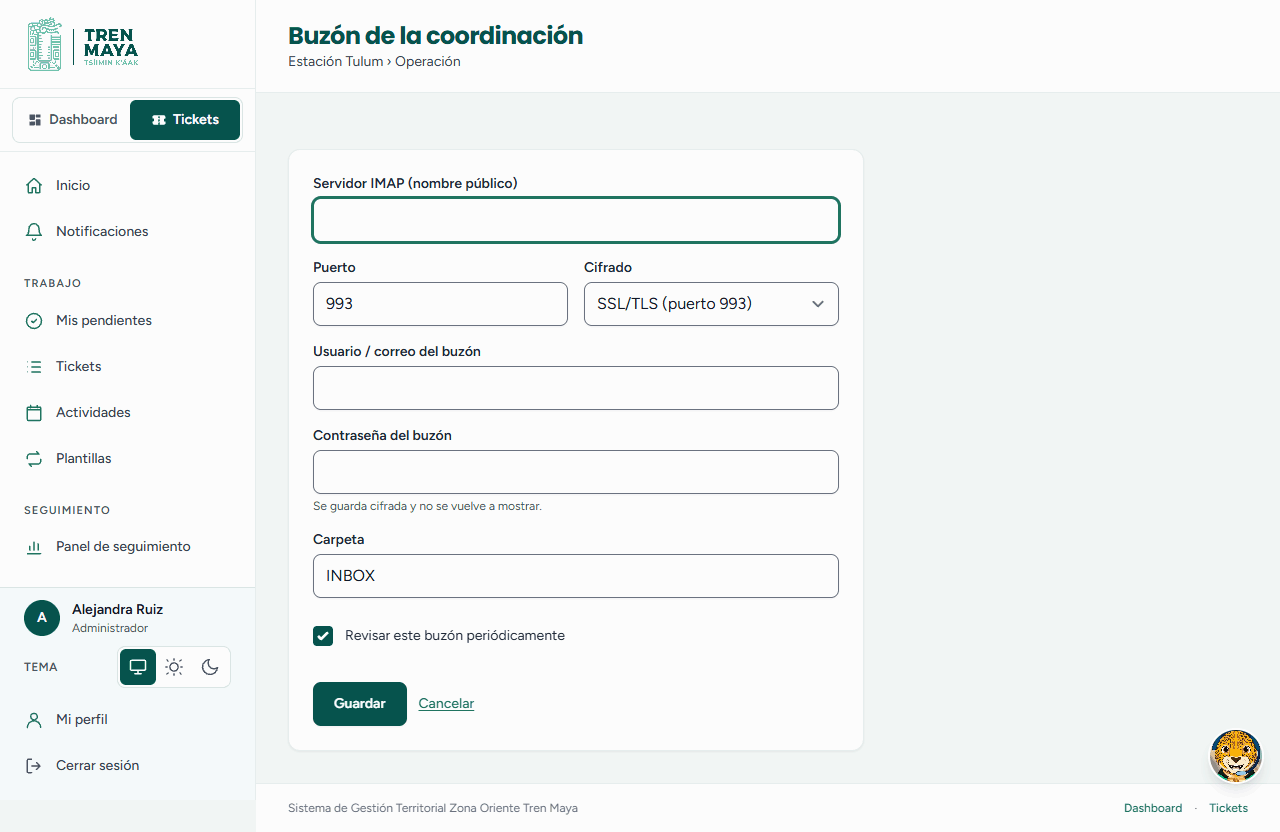 TREN
MAYA
TSÍIMIN K'ÁAK
Dashboard
Tickets
Inicio
Notificaciones
TRABAJO
Mis pendientes
Tickets
Actividades
Plantillas
SEGUIMIENTO
Panel de seguimiento
A
Alejandra Ruiz
Administrador
TEMA
Mi perfil
Cerrar sesión
Buzón de la coordinación
Estación Tulum › Operación
Servidor IMAP (nombre público)
Puerto
Cifrado
993
SSL/TLS (puerto 993)
Usuario / correo del buzón
Contraseña del buzón
Se guarda cifrada y no se vuelve a mostrar.
Carpeta
INBOX
Revisar este buzón periódicamente
Guardar
Cancelar
Sistema de Gestión Territorial Zona Oriente Tren Maya
Dashboard · Tickets